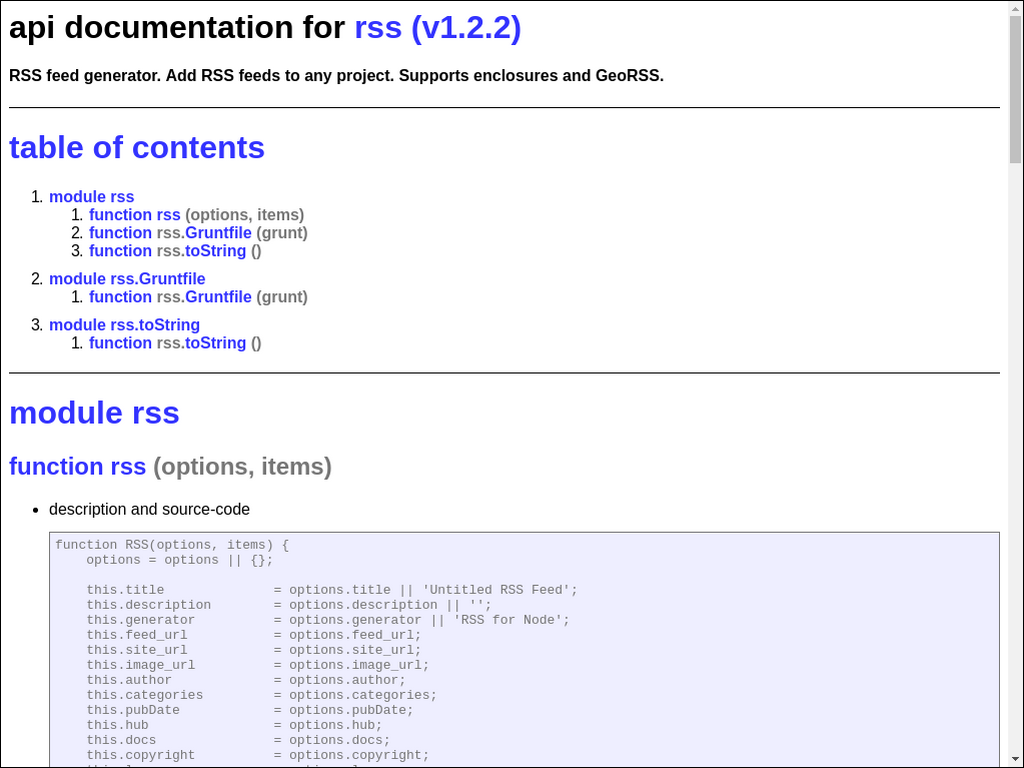 api documentation for rss (v1.2.2)
RSS feed generator. Add RSS feeds to any project. Supports enclosures and GeoRSS.
table of contents
1. module rss
1. function rss (options, items)
2. function rss.Gruntfile (grunt)
3. function rss.toString ()
2. module rss.Gruntfile
1. function rss.Gruntfile (grunt)
3. module rss.toString
1. function rss.toString ()
module rss
function rss (options, items)
• description and source-code
function RSS(options, items) {
    options = options || {};
    this.title              = options.title || 'Untitled RSS Feed';
    this.description        = options.description || '';
    this.generator          = options.generator || 'RSS for Node';
    this.feed_url           = options.feed_url;
    this.site_url           = options.site_url;
    this.image_url          = options.image_url;
    this.author             = options.author;
    this.categories         = options.categories;
    this.pubDate            = options.pubDate;
    this.hub                = options.hub;
    this.docs               = options.docs;
    this.copyright          = options.copyright;